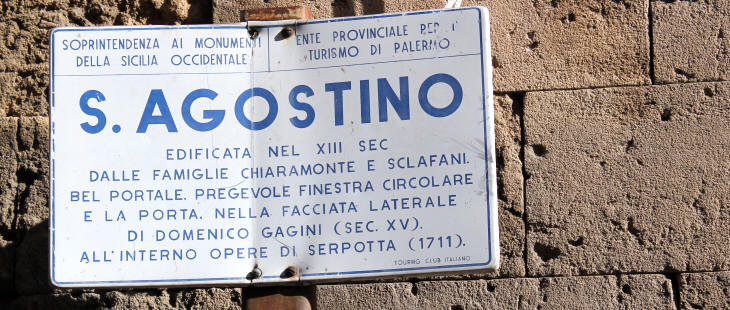 SOPRINTENDENZA AI MONUMENTI
DELLA SICILIA OCCIDENTALE
ENTE PROVINCIALE PER IL
TURISMO DI PALERMO
S. AGOSTINO
EDIFICATA NEL XIII SEC
DALLE FAMIGLIE CHIARAMONTE E SCLAFANI.
BEL PORTALE. PREGEVOLE FINESTRA CIRCOLARE
E LA PORTA. NELLA FACCIATA LATERALE
DI DOMENICO GAGINI (SEC. XV).
ALL'INTERNO OPERE DI SERPOTTA (1711).
TOURING CLUB ITALIANO